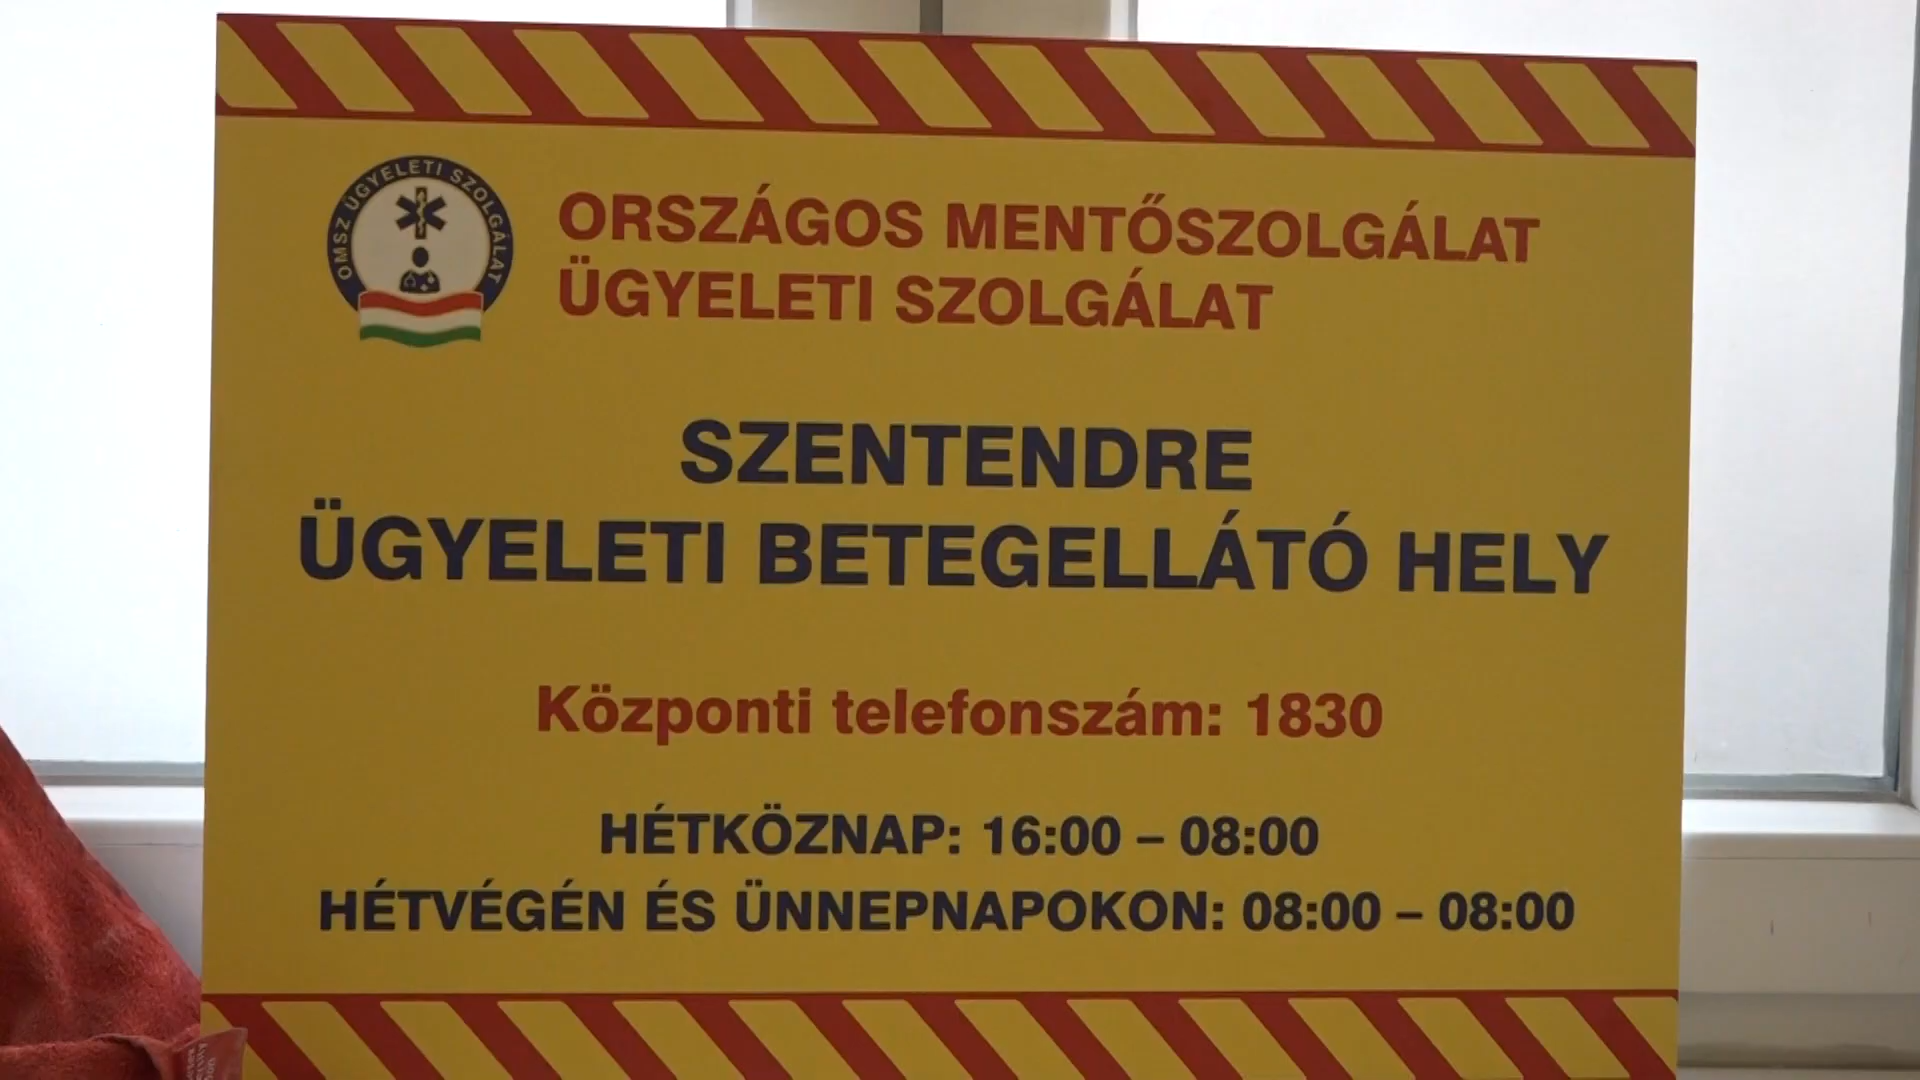 OMSZ ÜGYELETI SZOLGÁLAT
ORSZÁGOS MENTŐSZOLGÁLAT
ÜGYELETI SZOLGÁLAT
SZENTENDRE
ÜGYELETI BETEGELLÁTÓ HELY
Központi telefonszám: 1830
HÉTKÖZNAP: 16:00 – 08:00
HÉTVÉGÉN ÉS ÜNNEPNAPOKON: 08:00 – 08:00